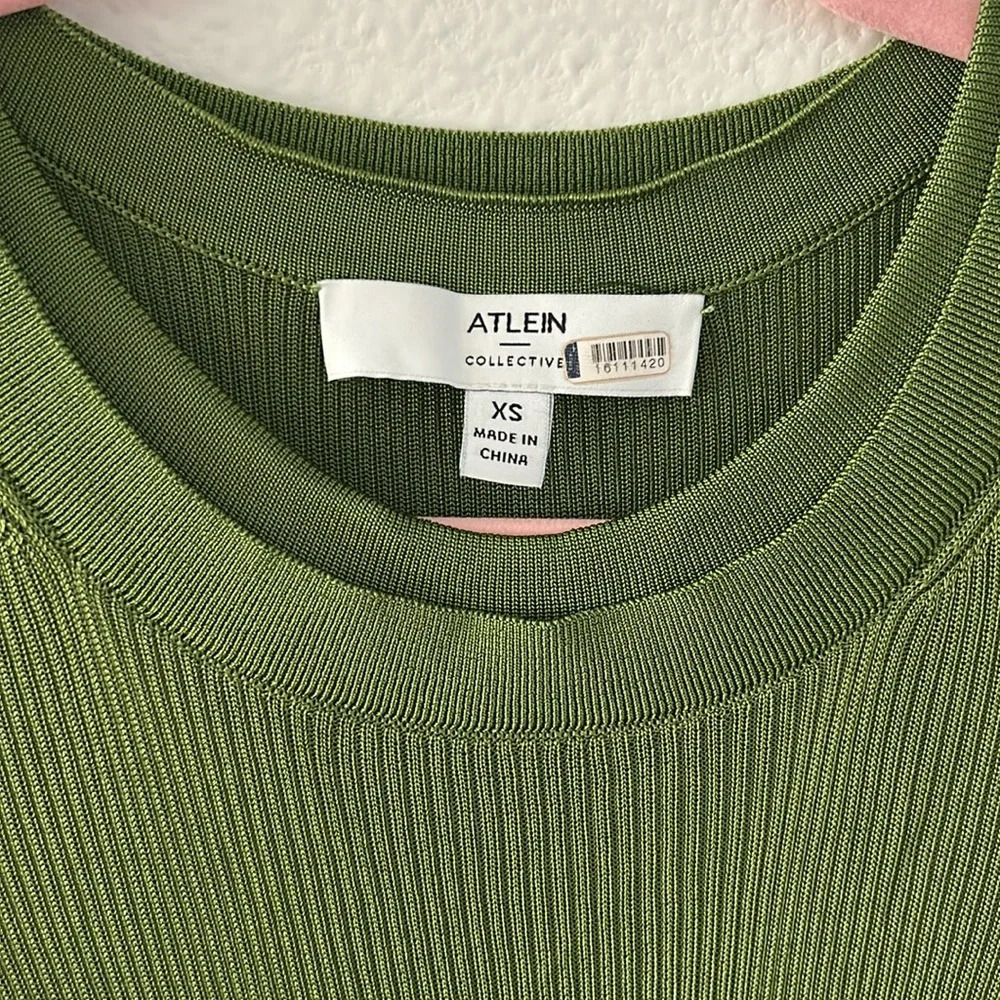 ATLEIN
COLLECTIVE
16111420
XS
MADE IN
CHINA